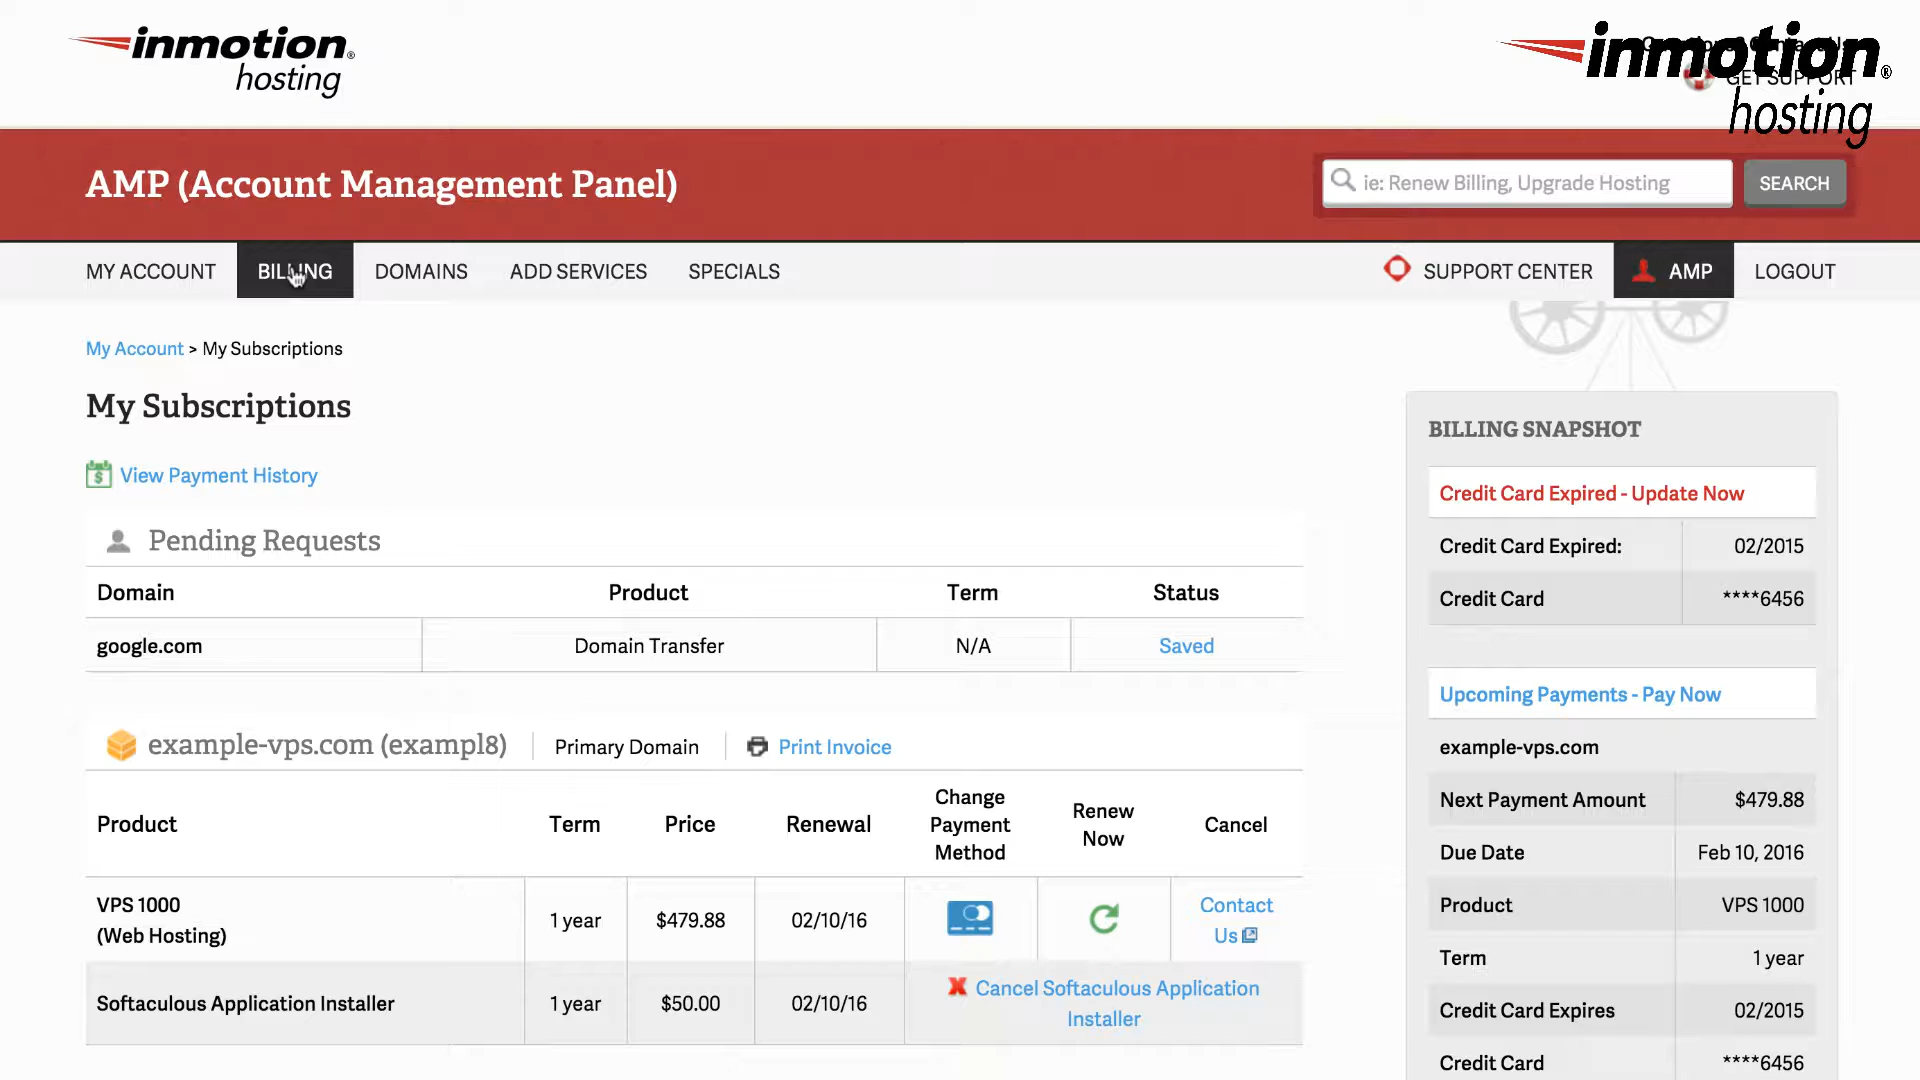 inmotion®
hosting
inmotion®
GET SUPPORT
hosting
AMP (Account Management Panel)
ie: Renew Billing, Upgrade Hosting
SEARCH
MY ACCOUNT
BILLING
DOMAINS
ADD SERVICES
SPECIALS
SUPPORT CENTER
AMP
LOGOUT
My Account > My Subscriptions
My Subscriptions
View Payment History
Pending Requests
Domain Product Term Status
google.com Domain Transfer N/A Saved
example-vps.com (exampl8) Primary Domain Print Invoice
Product Term Price Renewal Change Payment Method Renew Now Cancel
VPS 1000 (Web Hosting) 1 year $479.88 02/10/16 Contact Us
Softaculous Application Installer 1 year $50.00 02/10/16 Cancel Softaculous Application Installer
BILLING SNAPSHOT
Credit Card Expired - Update Now
Credit Card Expired: 02/2015
Credit Card ****6456
Upcoming Payments - Pay Now
example-vps.com
Next Payment Amount $479.88
Due Date Feb 10, 2016
Product VPS 1000
Term 1 year
Credit Card Expires 02/2015
Credit Card ****6456